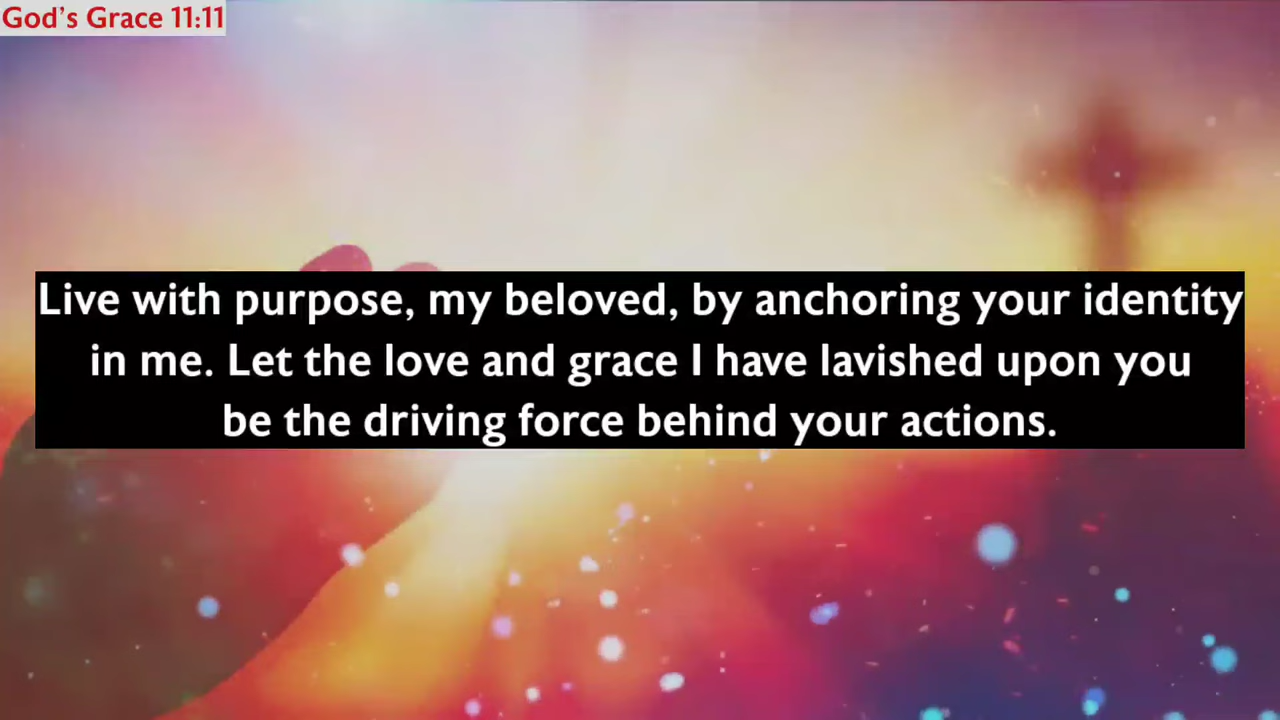 God's Grace 11:11
Live with purpose, my beloved, by anchoring your identity
in me. Let the love and grace I have lavished upon you
be the driving force behind your actions.